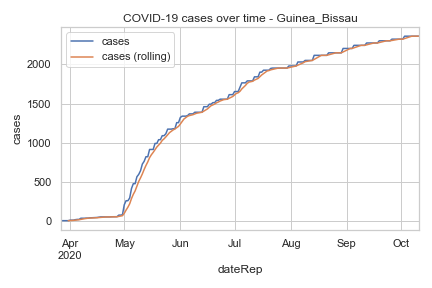 COVID-19 cases over time - Guinea_Bissau
cases
cases (rolling)
cases
2000
1500
1000
500
0
Apr May Jun Jul Aug Sep Oct
2020
dateRep